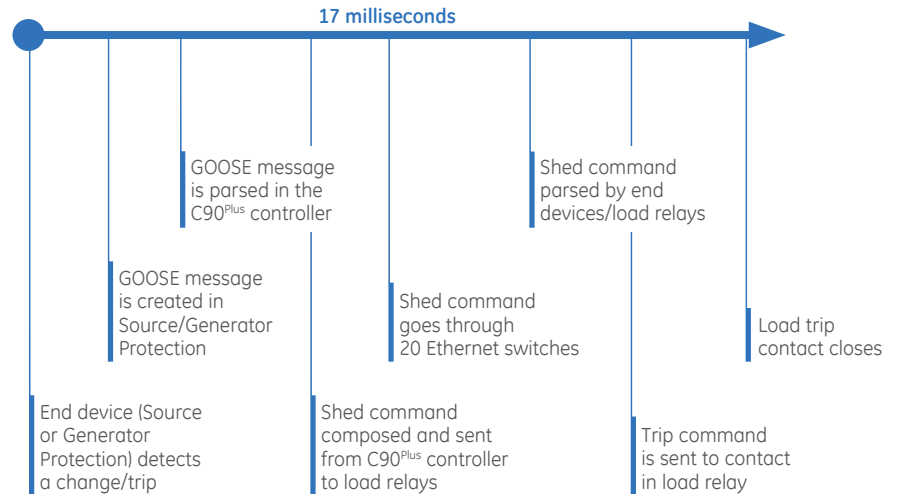 17 milliseconds
GOOSE message
is parsed in the
C90Plus controller
Shed command
parsed by end
devices/load relays
GOOSE message
is created in
Source/Generator
Protection
Shed command
goes through
20 Ethernet switches
Load trip
contact closes
End device (Source
or Generator
Protection) detects
a change/trip
Shed command
composed and sent
from C90Plus controller
to load relays
Trip command
is sent to contact
in load relay